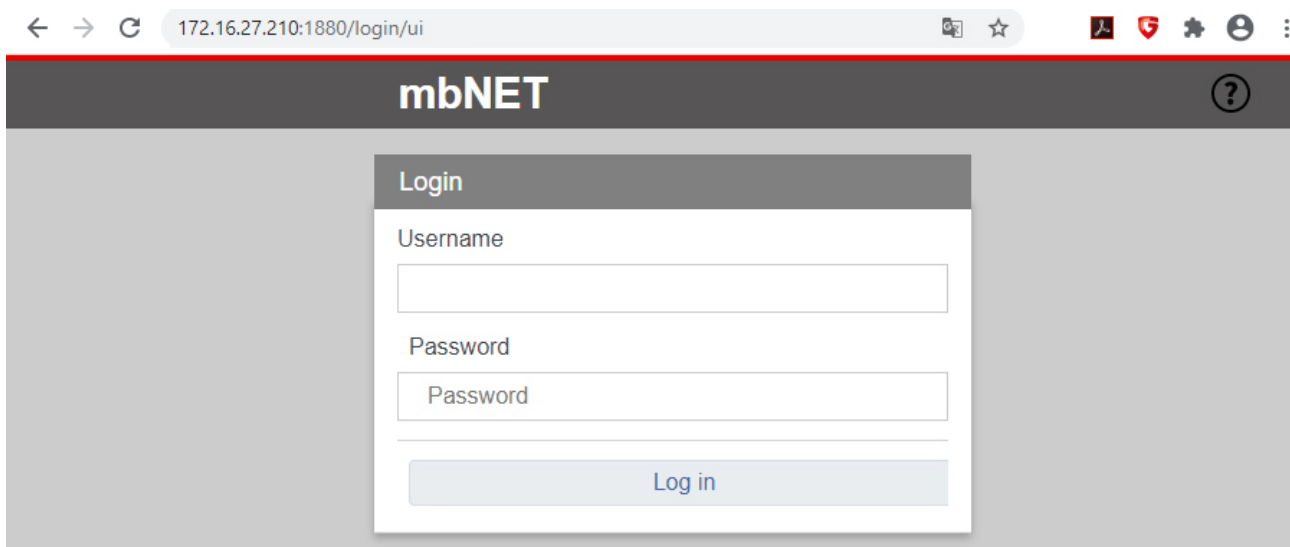 172.16.27.210:1880/login/ui
mbNET
?
Login
Username
Password
Password
Log in